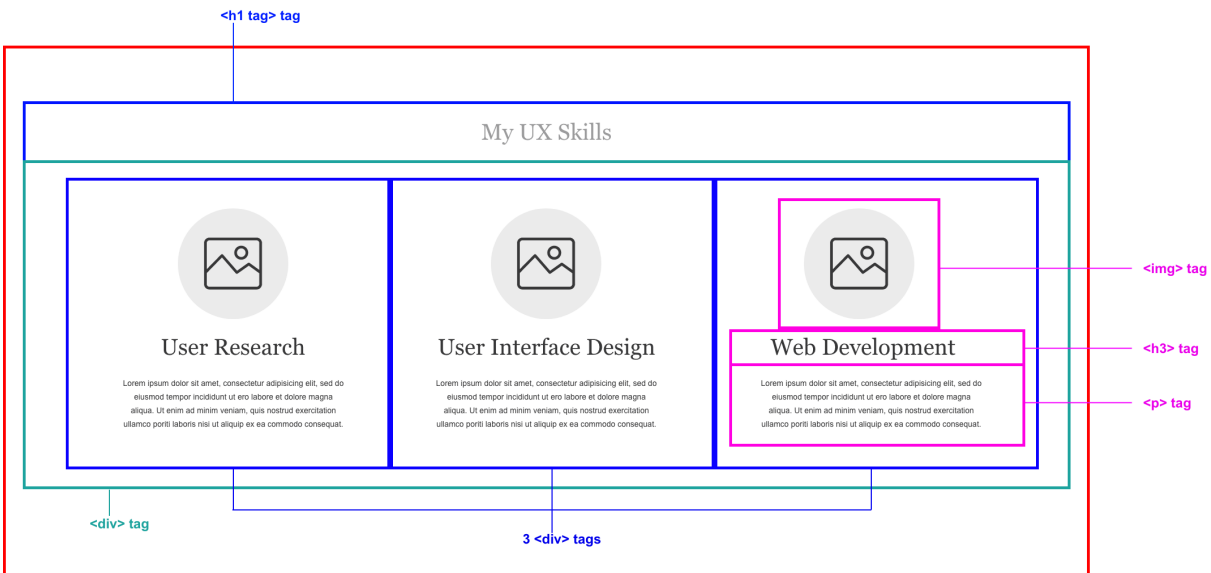 <h1 tag> tag
My UX Skills
User Research
Lorem ipsum dolor sit amet, consectetur adipisicing elit, sed do
eiusmod tempor incididunt ut ero labore et dolore magna
aliqua. Ut enim ad minim veniam, quis nostrud exercitation
ullamco poriti laboris nisi ut aliquip ex ea commodo consequat.
User Interface Design
Lorem ipsum dolor sit amet, consectetur adipisicing elit, sed do
eiusmod tempor incididunt ut ero labore et dolore magna
aliqua. Ut enim ad minim veniam, quis nostrud exercitation
ullamco poriti laboris nisi ut aliquip ex ea commodo consequat.
Web Development
Lorem ipsum dolor sit amet, consectetur adipisicing elit, sed do
eiusmod tempor incididunt ut ero labore et dolore magna
aliqua. Ut enim ad minim veniam, quis nostrud exercitation
ullamco poriti laboris nisi ut aliquip ex ea commodo consequat.
<img> tag
<h3> tag
<p> tag
<div> tag
3 <div> tags